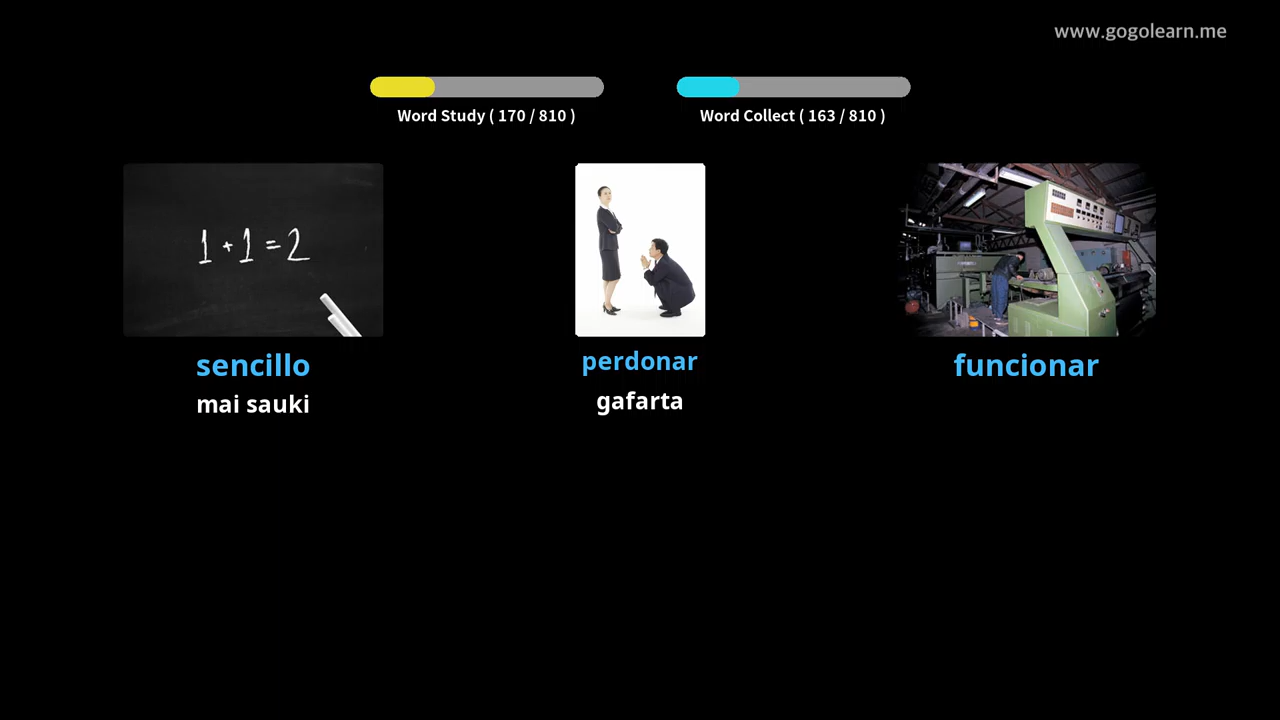 www.gogolearn.me
Word Study ( 170 / 810 )
Word Collect ( 163 / 810 )
1 + 1 = 2
sencillo
mai sauki
perdonar
gafarta
funcionar